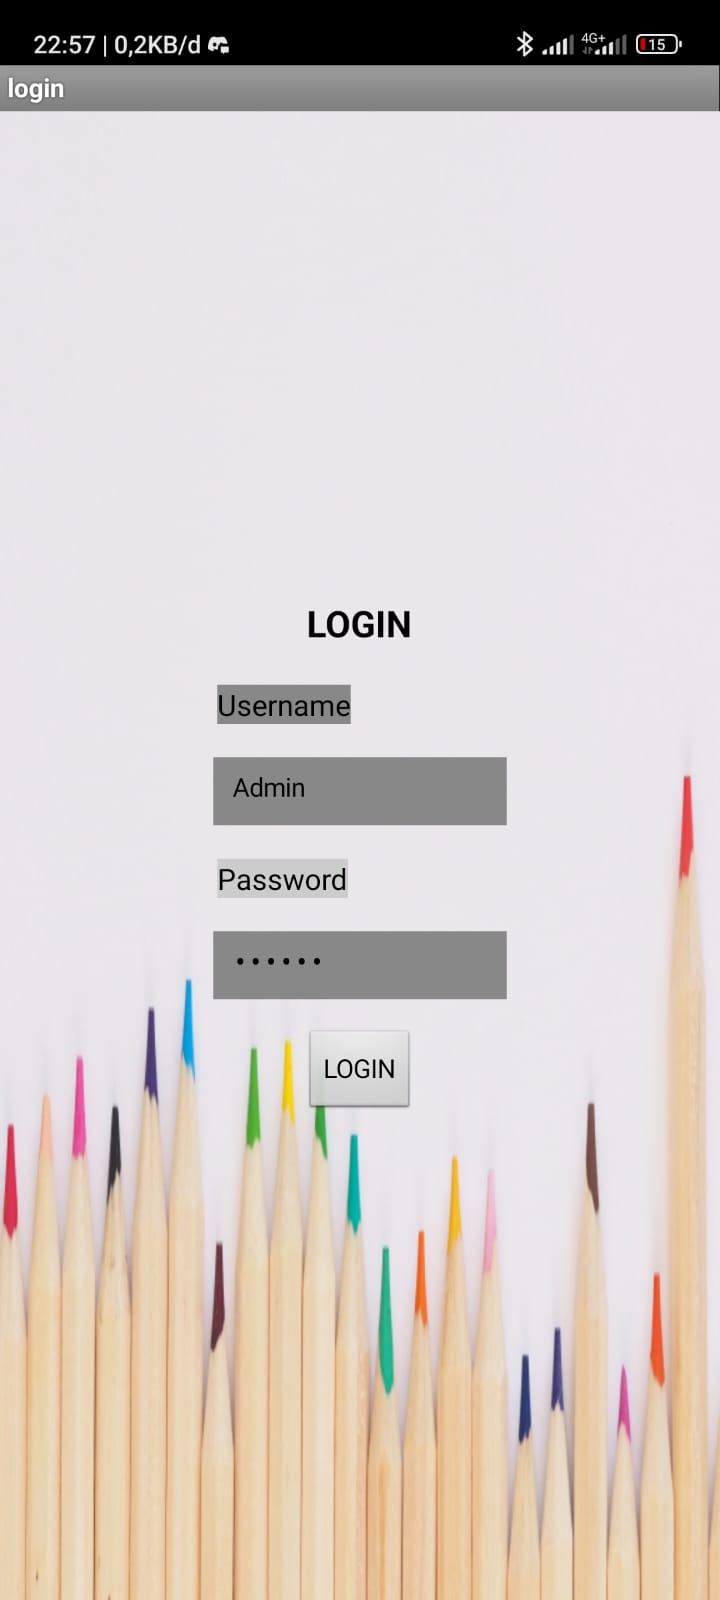 22:57 | 0,2KB/d 4G+ 15
login
LOGIN
Username
Admin
Password
••••••
LOGIN